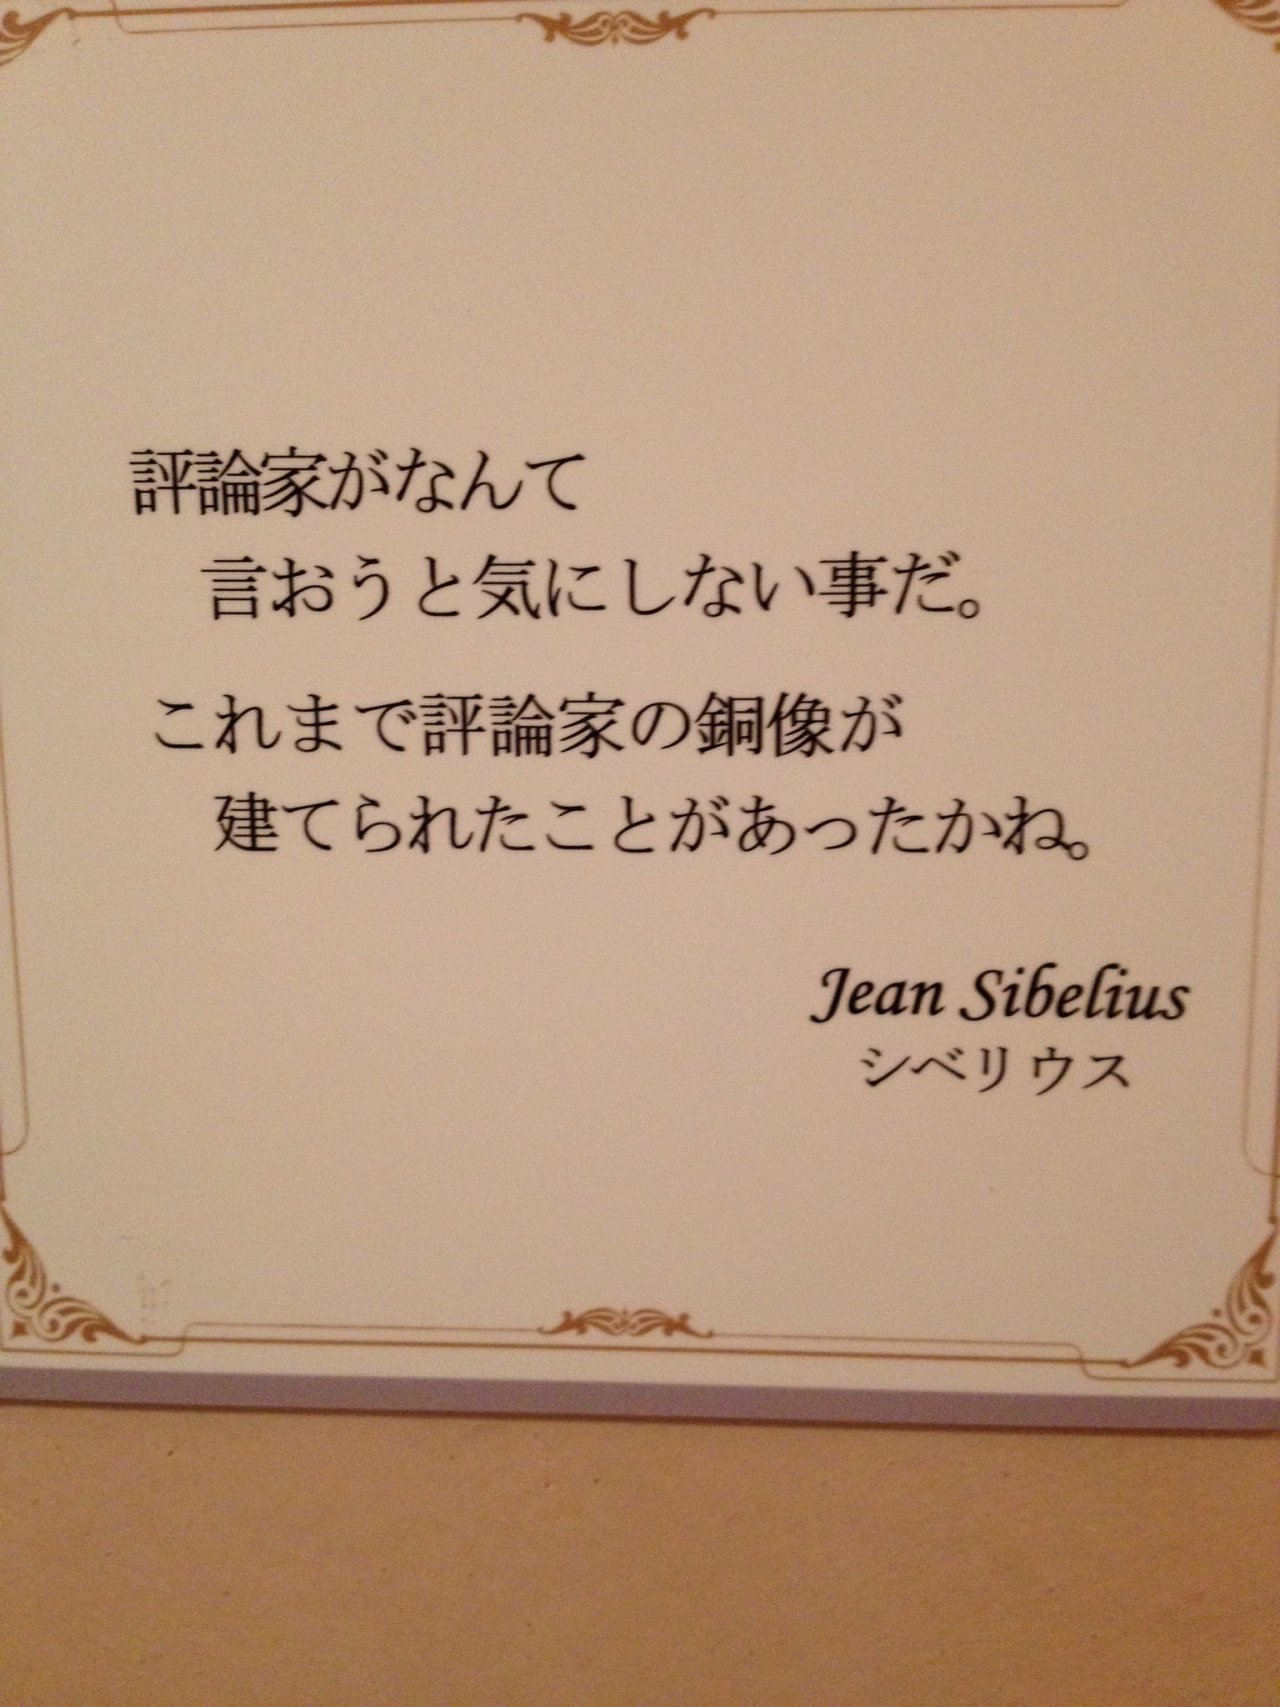 評論家がなんて
言おうと気にしない事だ。
これまで評論家の銅像が
建てられたことがあったかね。
Jean Sibelius
シベリウス